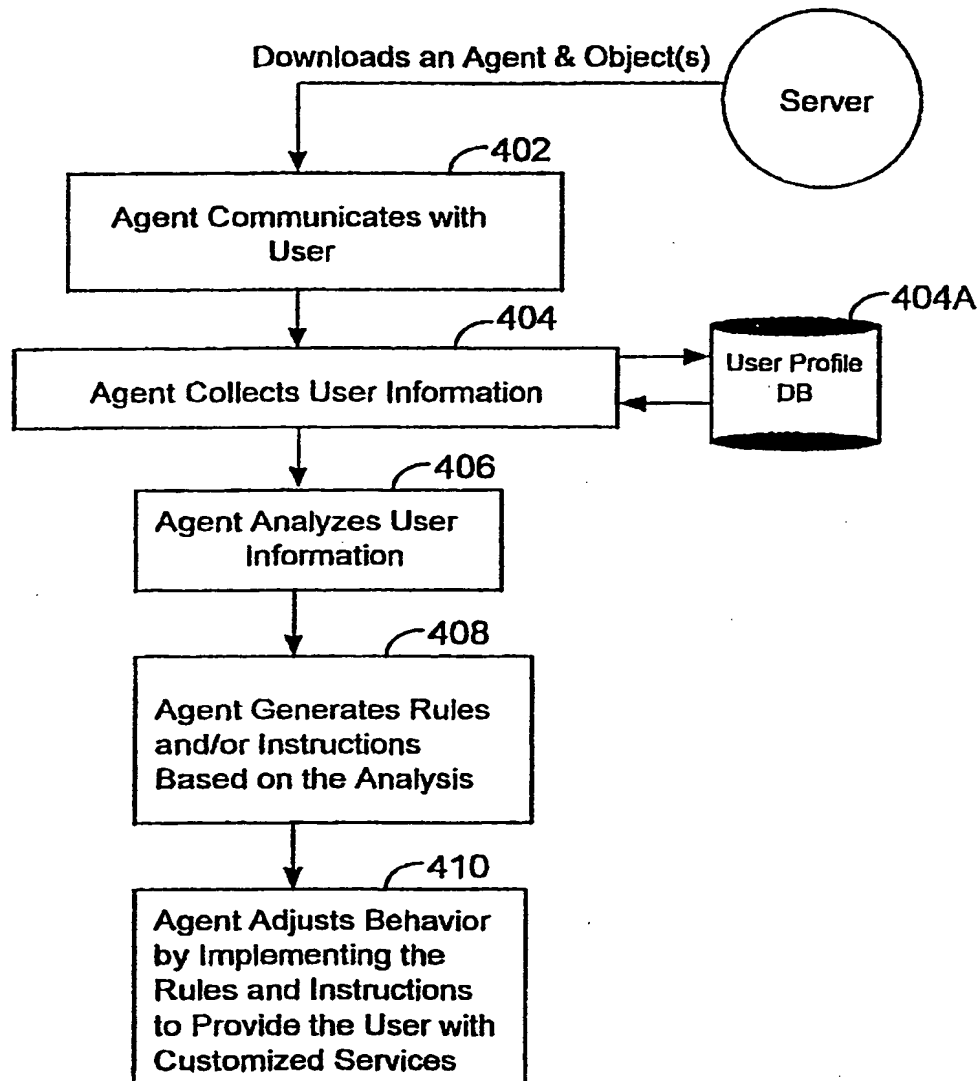 Downloads an Agent & Object(s)
Server
402
Agent Communicates with
User
404
Agent Collects User Information
404A
User Profile
DB
406
Agent Analyzes User
Information
408
Agent Generates Rules
and/or Instructions
Based on the Analysis
410
Agent Adjusts Behavior
by Implementing the
Rules and Instructions
to Provide the User with
Customized Services